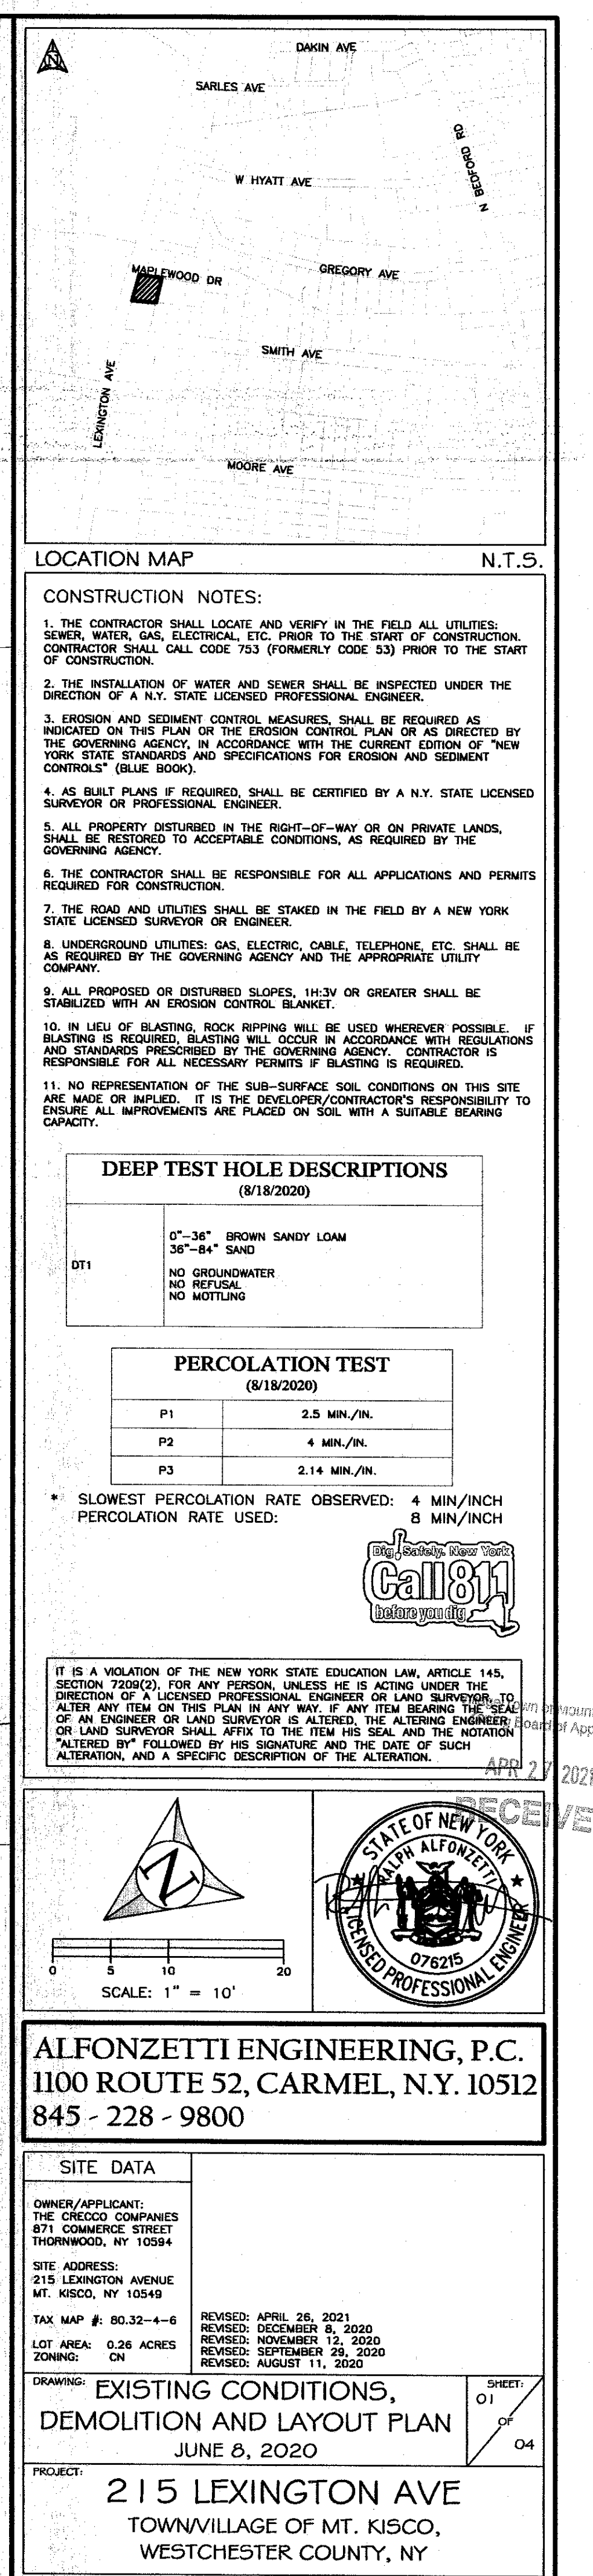 N
DAKIN AVE
SARLES AVE
N BEDFORD RD
W HYATT AVE
MAPLEWOOD DR
GREGORY AVE
SMITH AVE
LEXINGTON AVE
MOORE AVE
LOCATION MAP N.T.S.
CONSTRUCTION NOTES:
1. THE CONTRACTOR SHALL LOCATE AND VERIFY IN THE FIELD ALL UTILITIES:
SEWER, WATER, GAS, ELECTRICAL, ETC. PRIOR TO THE START OF CONSTRUCTION.
CONTRACTOR SHALL CALL CODE 753 (FORMERLY CODE 53) PRIOR TO THE START
OF CONSTRUCTION.
2. THE INSTALLATION OF WATER AND SEWER SHALL BE INSPECTED UNDER THE
DIRECTION OF A N.Y. STATE LICENSED PROFESSIONAL ENGINEER.
3. EROSION AND SEDIMENT CONTROL MEASURES, SHALL BE REQUIRED AS
INDICATED ON THIS PLAN OR THE EROSION CONTROL PLAN OR AS DIRECTED BY
THE GOVERNING AGENCY, IN ACCORDANCE WITH THE CURRENT EDITION OF "NEW
YORK STATE STANDARDS AND SPECIFICATIONS FOR EROSION AND SEDIMENT
CONTROLS" (BLUE BOOK).
4. AS BUILT PLANS IF REQUIRED, SHALL BE CERTIFIED BY A N.Y. STATE LICENSED
SURVEYOR OR PROFESSIONAL ENGINEER.
5. ALL PROPERTY DISTURBED IN THE RIGHT-OF-WAY OR ON PRIVATE LANDS,
SHALL BE RESTORED TO ACCEPTABLE CONDITIONS, AS REQUIRED BY THE
GOVERNING AGENCY.
6. THE CONTRACTOR SHALL BE RESPONSIBLE FOR ALL APPLICATIONS AND PERMITS
REQUIRED FOR CONSTRUCTION.
7. THE ROAD AND UTILITIES SHALL BE STAKED IN THE FIELD BY A NEW YORK
STATE LICENSED SURVEYOR OR ENGINEER.
8. UNDERGROUND UTILITIES: GAS, ELECTRIC, CABLE, TELEPHONE, ETC. SHALL BE
AS REQUIRED BY THE GOVERNING AGENCY AND THE APPROPRIATE UTILITY
COMPANY.
9. ALL PROPOSED OR DISTURBED SLOPES, 1H:3V OR GREATER SHALL BE
STABILIZED WITH AN EROSION CONTROL BLANKET.
10. IN LIEU OF BLASTING, ROCK RIPPING WILL BE USED WHEREVER POSSIBLE. IF
BLASTING IS REQUIRED, BLASTING WILL OCCUR IN ACCORDANCE WITH REGULATIONS
AND STANDARDS PRESCRIBED BY THE GOVERNING AGENCY. CONTRACTOR IS
RESPONSIBLE FOR ALL NECESSARY PERMITS IF BLASTING IS REQUIRED.
11. NO REPRESENTATION OF THE SUB-SURFACE SOIL CONDITIONS ON THIS SITE
ARE MADE OR IMPLIED. IT IS THE DEVELOPER/CONTRACTOR'S RESPONSIBILITY TO
ENSURE ALL IMPROVEMENTS ARE PLACED ON SOIL WITH A SUITABLE BEARING
CAPACITY.
DEEP TEST HOLE DESCRIPTIONS
(8/18/2020)
0"-36" BROWN SANDY LOAM
36"-84" SAND
DT1
NO GROUNDWATER
NO REFUSAL
NO MOTTLING
PERCOLATION TEST
(8/18/2020)
P1 2.5 MIN./IN.
P2 4 MIN./IN.
P3 2.14 MIN./IN.
* SLOWEST PERCOLATION RATE OBSERVED: 4 MIN/INCH
PERCOLATION RATE USED: 8 MIN/INCH
Dig Safely. New York
Call 811
before you dig
IT IS A VIOLATION OF THE NEW YORK STATE EDUCATION LAW, ARTICLE 145,
SECTION 7209(2), FOR ANY PERSON, UNLESS HE IS ACTING UNDER THE
DIRECTION OF A LICENSED PROFESSIONAL ENGINEER OR LAND SURVEYOR, TO
ALTER ANY ITEM ON THIS PLAN IN ANY WAY. IF ANY ITEM BEARING THE SEAL
OF AN ENGINEER OR LAND SURVEYOR IS ALTERED, THE ALTERING ENGINEER
OR LAND SURVEYOR SHALL AFFIX TO THE ITEM HIS SEAL AND THE NOTATION
"ALTERED BY" FOLLOWED BY HIS SIGNATURE AND THE DATE OF SUCH
ALTERATION, AND A SPECIFIC DESCRIPTION OF THE ALTERATION.
Board of App
APR 27 2021
RECEIVE
N
0 5 10 20
SCALE: 1" = 10'
STATE OF NEW YORK
RALPH ALFONZETTI
076215
LICENSED PROFESSIONAL ENGINEER
ALFONZETTI ENGINEERING, P.C.
1100 ROUTE 52, CARMEL, N.Y. 10512
845 - 228 - 9800
SITE DATA
OWNER/APPLICANT:
THE CRECCO COMPANIES
871 COMMERCE STREET
THORNWOOD, NY 10594
SITE ADDRESS:
215 LEXINGTON AVENUE
MT. KISCO, NY 10549
TAX MAP #: 80.32-4-6
LOT AREA: 0.26 ACRES
ZONING: CN
REVISED: APRIL 26, 2021
REVISED: DECEMBER 8, 2020
REVISED: NOVEMBER 12, 2020
REVISED: SEPTEMBER 29, 2020
REVISED: AUGUST 11, 2020
DRAWING:
EXISTING CONDITIONS,
DEMOLITION AND LAYOUT PLAN
JUNE 8, 2020
SHEET:
01
OF
04
PROJECT:
215 LEXINGTON AVE
TOWN/VILLAGE OF MT. KISCO,
WESTCHESTER COUNTY, NY